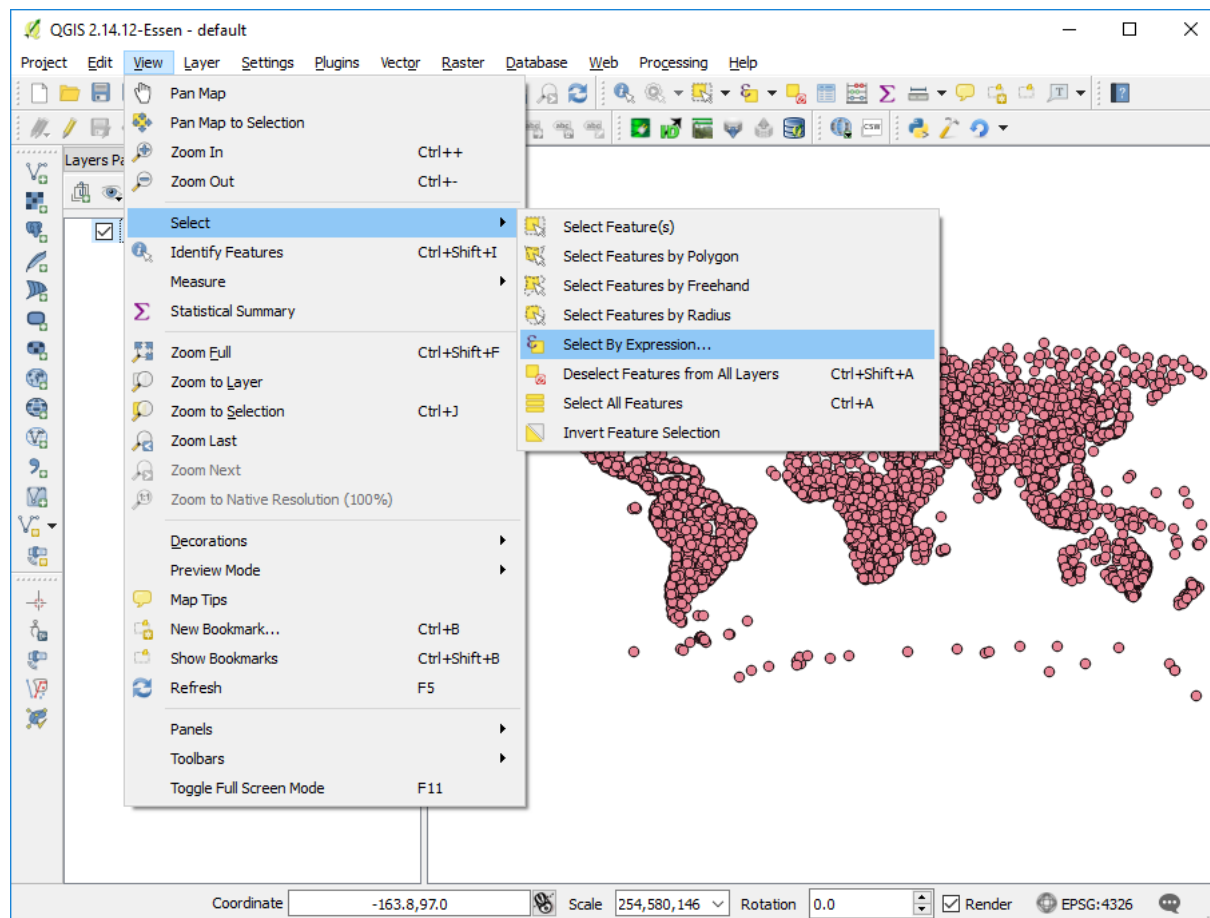 QGIS 2.14.12-Essen - default
Project Edit View Layer Settings Plugins Vector Raster Database Web Processing Help
Layers Pa
Pan Map
Pan Map to Selection
Zoom In Ctrl++
Zoom Out Ctrl+-
Select
Identify Features Ctrl+Shift+I
Measure
Statistical Summary
Zoom Full Ctrl+Shift+F
Zoom to Layer
Zoom to Selection Ctrl+J
Zoom Last
Zoom Next
Zoom to Native Resolution (100%)
Decorations
Preview Mode
Map Tips
New Bookmark... Ctrl+B
Show Bookmarks Ctrl+Shift+B
Refresh F5
Panels
Toolbars
Toggle Full Screen Mode F11
Select Feature(s)
Select Features by Polygon
Select Features by Freehand
Select Features by Radius
Select By Expression...
Deselect Features from All Layers Ctrl+Shift+A
Select All Features Ctrl+A
Invert Feature Selection
Coordinate -163.8,97.0 Scale 254,580,146 Rotation 0.0 Render EPSG:4326